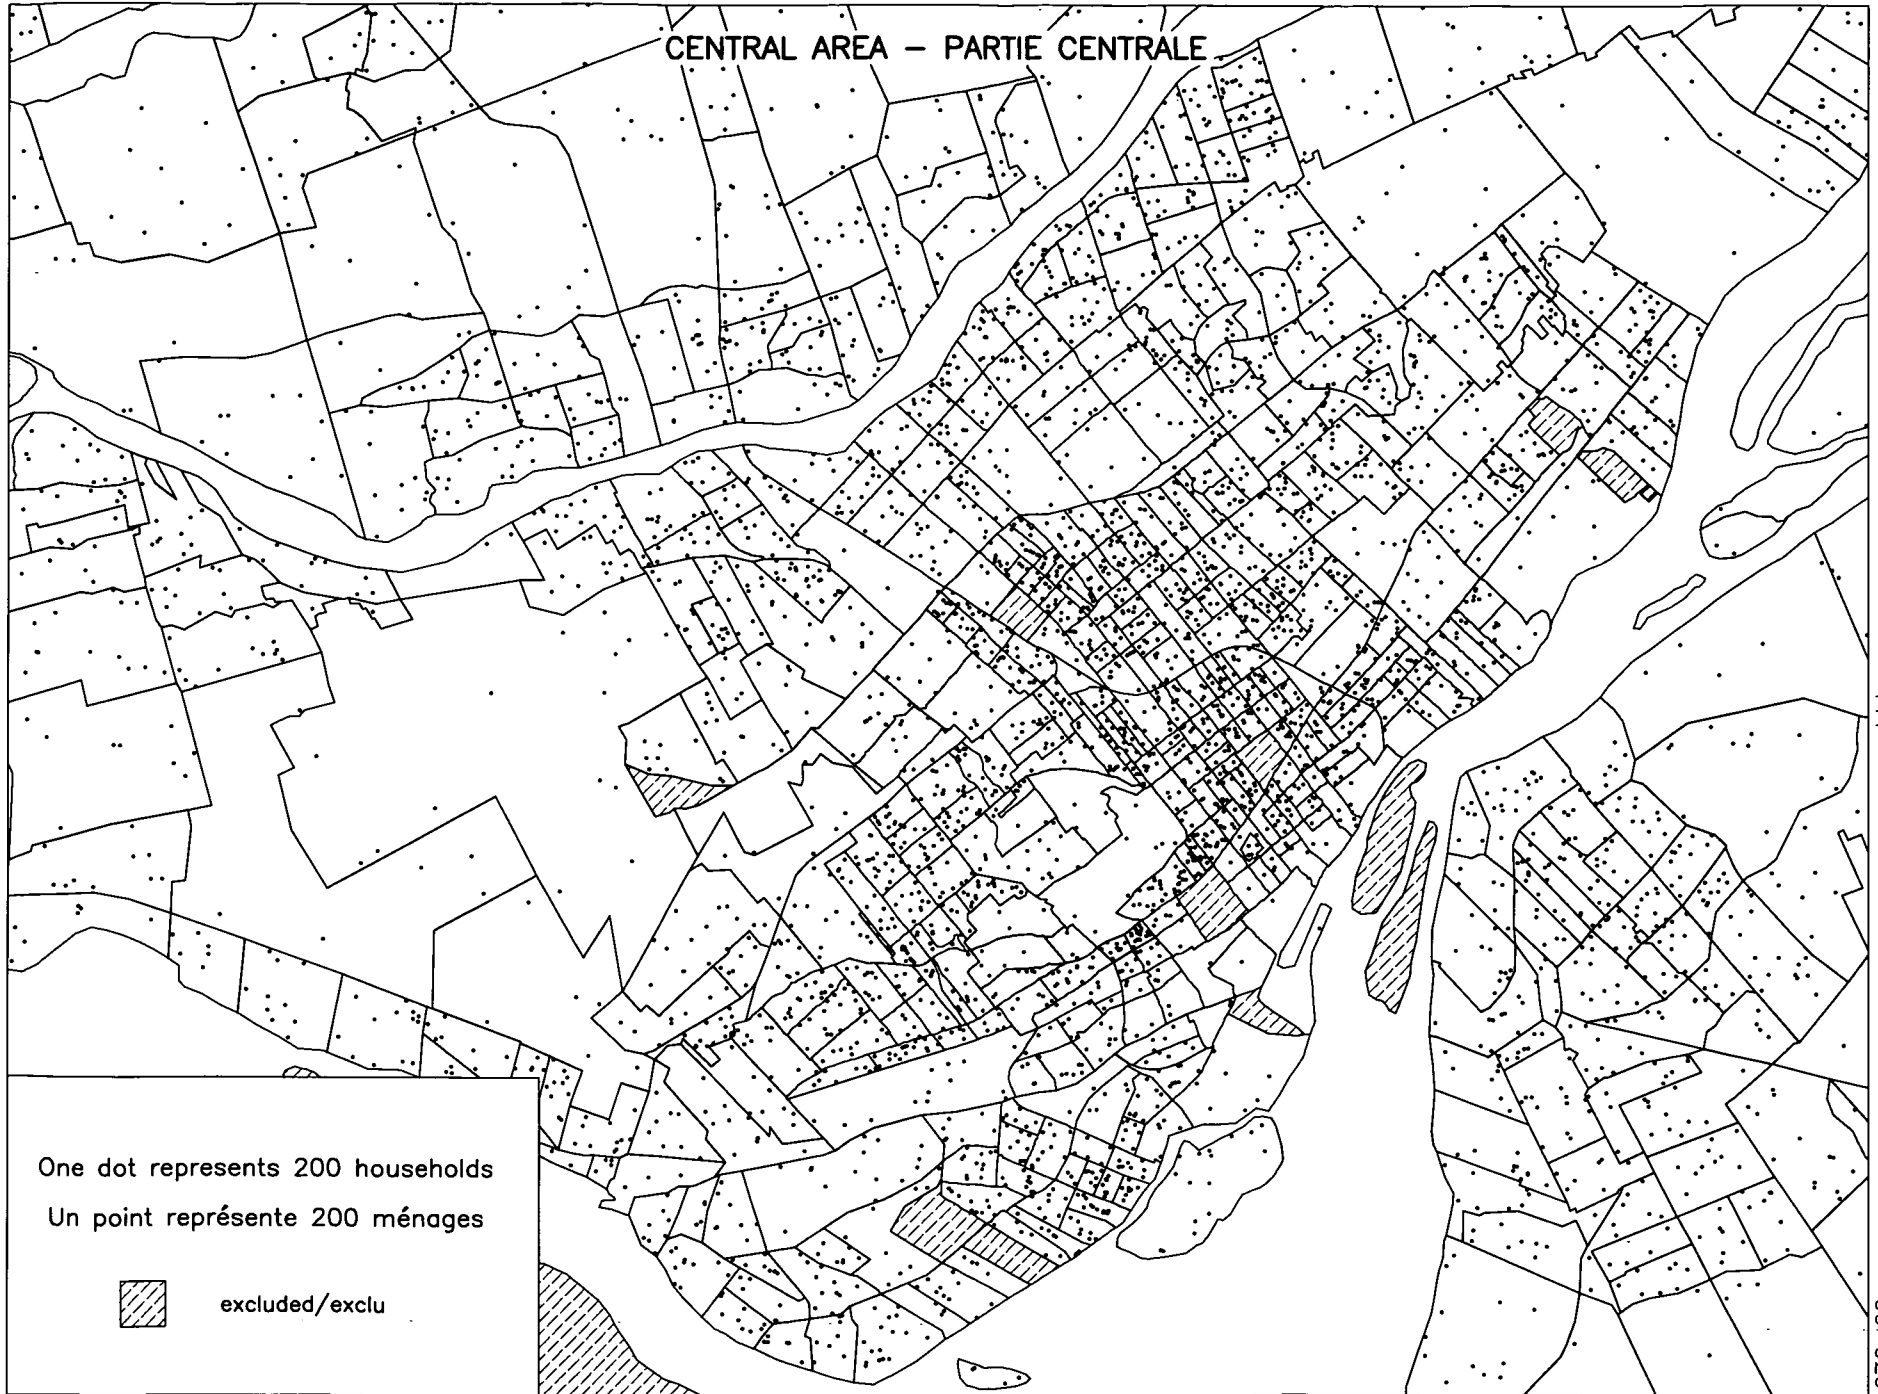 CENTRAL AREA – PARTIE CENTRALE
One dot represents 200 households
Un point représente 200 ménages
excluded/exclu